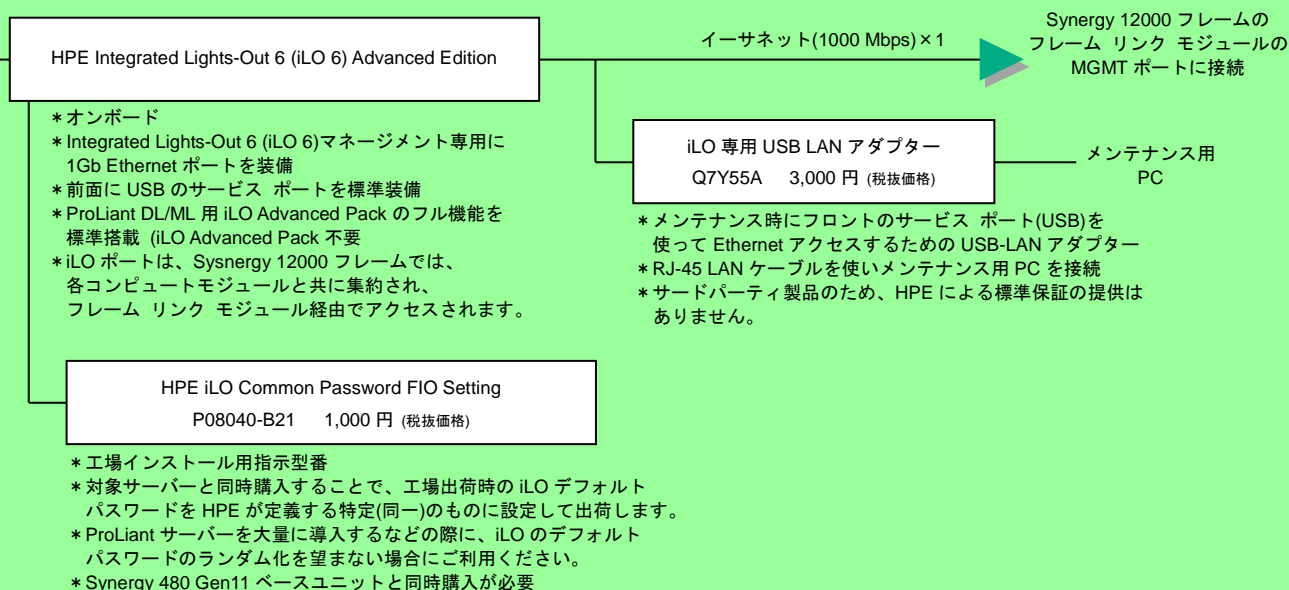 HPE Integrated Lights-Out 6 (iLO 6) Advanced Edition
イーサネット(1000 Mbps)×1
Synergy 12000 フレームの
フレーム リンク モジュールの
MGMT ポートに接続
*オンボード
*Integrated Lights-Out 6 (iLO 6)マネージメント専用に
1Gb Ethernet ポートを装備
*前面に USB のサービス ポートを標準装備
*ProLiant DL/ML 用 iLO Advanced Pack のフル機能を
標準搭載 (iLO Advanced Pack 不要
*iLO ポートは、Sysnergy 12000 フレームでは、
各コンピュートモジュールと共に集約され、
フレーム リンク モジュール経由でアクセスされます。
iLO 専用 USB LAN アダプター
Q7Y55A 3,000 円 (税抜価格)
メンテナンス用
PC
*メンテナンス時にフロントのサービス ポート(USB)を
使って Ethernet アクセスするための USB-LAN アダプター
*RJ-45 LAN ケーブルを使いメンテナンス用 PC を接続
*サードパーティ製品のため、HPE による標準保証の提供は
ありません。
HPE iLO Common Password FIO Setting
P08040-B21 1,000 円 (税抜価格)
*工場インストール用指示型番
*対象サーバーと同時購入することで、工場出荷時の iLO デフォルト
パスワードを HPE が定義する特定(同一)のものに設定して出荷します。
*ProLiant サーバーを大量に導入するなどの際に、iLO のデフォルト
パスワードのランダム化を望まない場合にご利用ください。
*Synergy 480 Gen11 ベースユニットと同時購入が必要